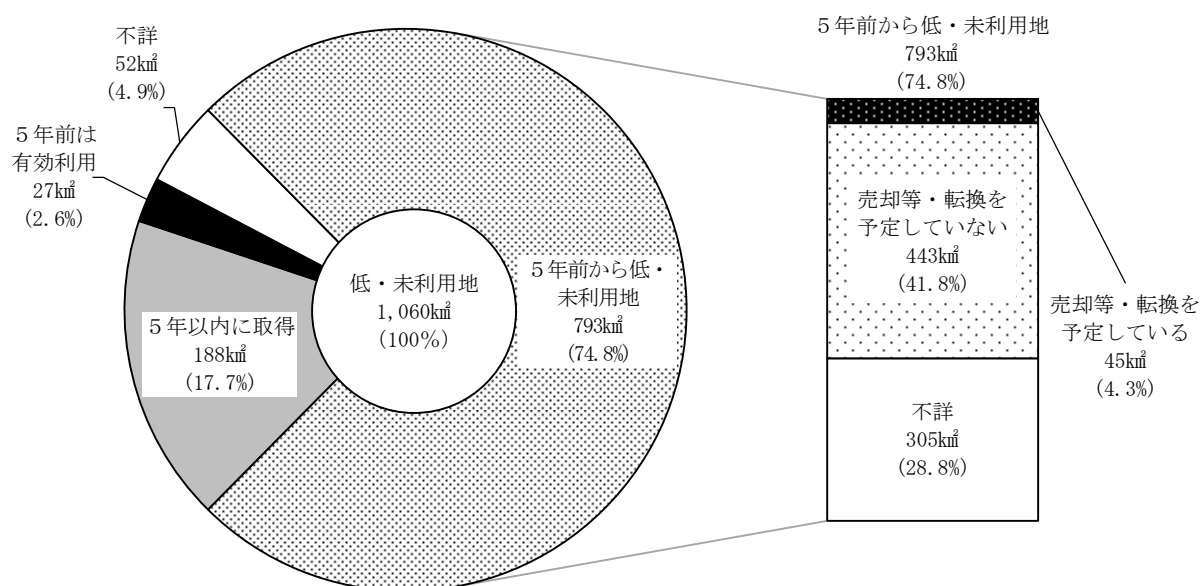 不詳
52㎢
(4.9%)
５年前は
有効利用
27㎢
(2.6%)
５年以内に取得
188㎢
(17.7%)
低・未利用地
1,060㎢
(100%)
５年前から低・
未利用地
793㎢
(74.8%)
５年前から低・未利用地
793㎢
(74.8%)
売却等・転換を
予定していない
443㎢
(41.8%)
売却等・転換を
予定している
45㎢
(4.3%)
不詳
305㎢
(28.8%)